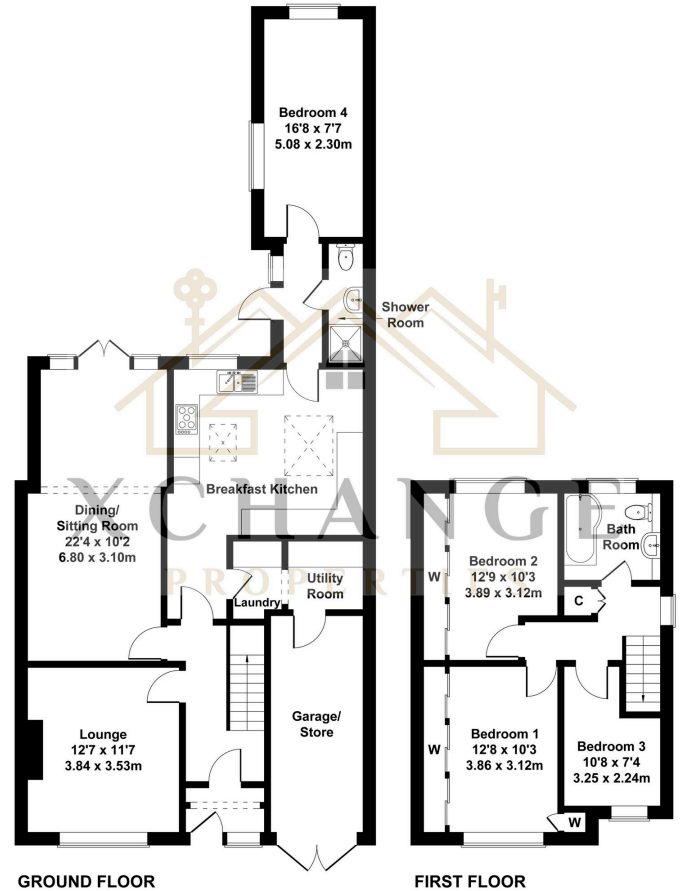 Bedroom 4
16'8 x 7'7
5.08 x 2.30m
Shower
Room
Breakfast Kitchen
Dining/
Sitting Room
22'4 x 10'2
6.80 x 3.10m
Laundry
Utility
Room
Lounge
12'7 x 11'7
3.84 x 3.53m
Garage/
Store
GROUND FLOOR
Bedroom 2
12'9 x 10'3
3.89 x 3.12m
W
Bath
Room
C
Bedroom 1
12'8 x 10'3
3.86 x 3.12m
W
Bedroom 3
10'8 x 7'4
3.25 x 2.24m
W
FIRST FLOOR
XCHANGE
PROPERTIES